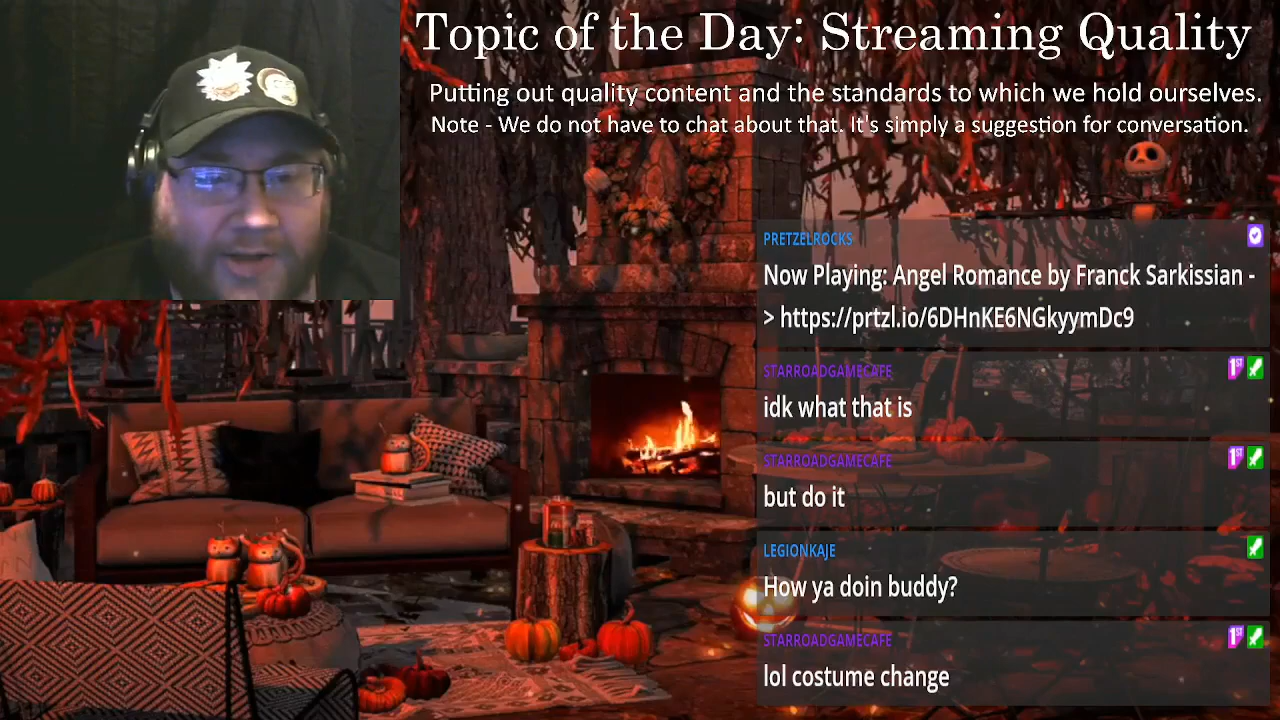 Topic of the Day: Streaming Quality
Putting out quality content and the standards to which we hold ourselves.
Note - We do not have to chat about that. It's simply a suggestion for conversation.
PRETZELROCKS
Now Playing: Angel Romance by Franck Sarkissian -
> https://prtzl.io/6DHnKE6NGkyymDc9
STARROADGAMECAFE
1ST
idk what that is
STARROADGAMECAFE
1ST
but do it
LEGIONKAJE
How ya doin buddy?
STARROADGAMECAFE
1ST
lol costume change